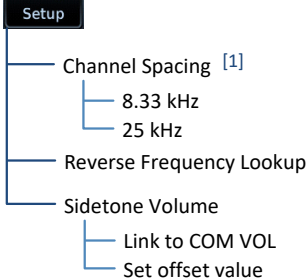 Setup
Channel Spacing [1]
8.33 kHz
25 kHz
Reverse Frequency Lookup
Sidetone Volume
Link to COM VOL
Set offset value